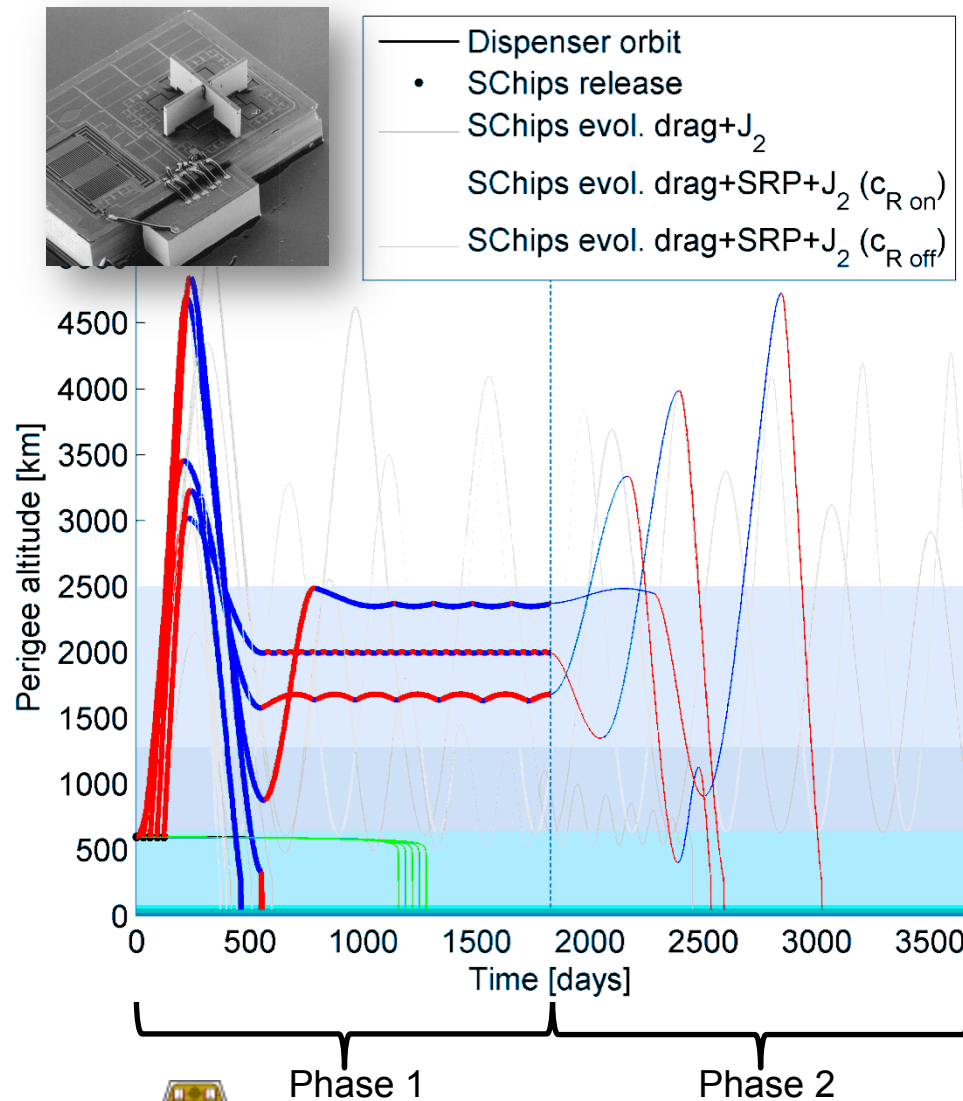 Dispenser orbit
SChips release
SChips evol. drag+J2
SChips evol. drag+SRP+J2 (cR on)
SChips evol. drag+SRP+J2 (cR off)
4500
4000
3500
3000
2500
2000
1500
1000
500
0
Perigee altitude [km]
0 500 1000 1500 2000 2500 3000 3500
Time [days]
Phase 1 Phase 2